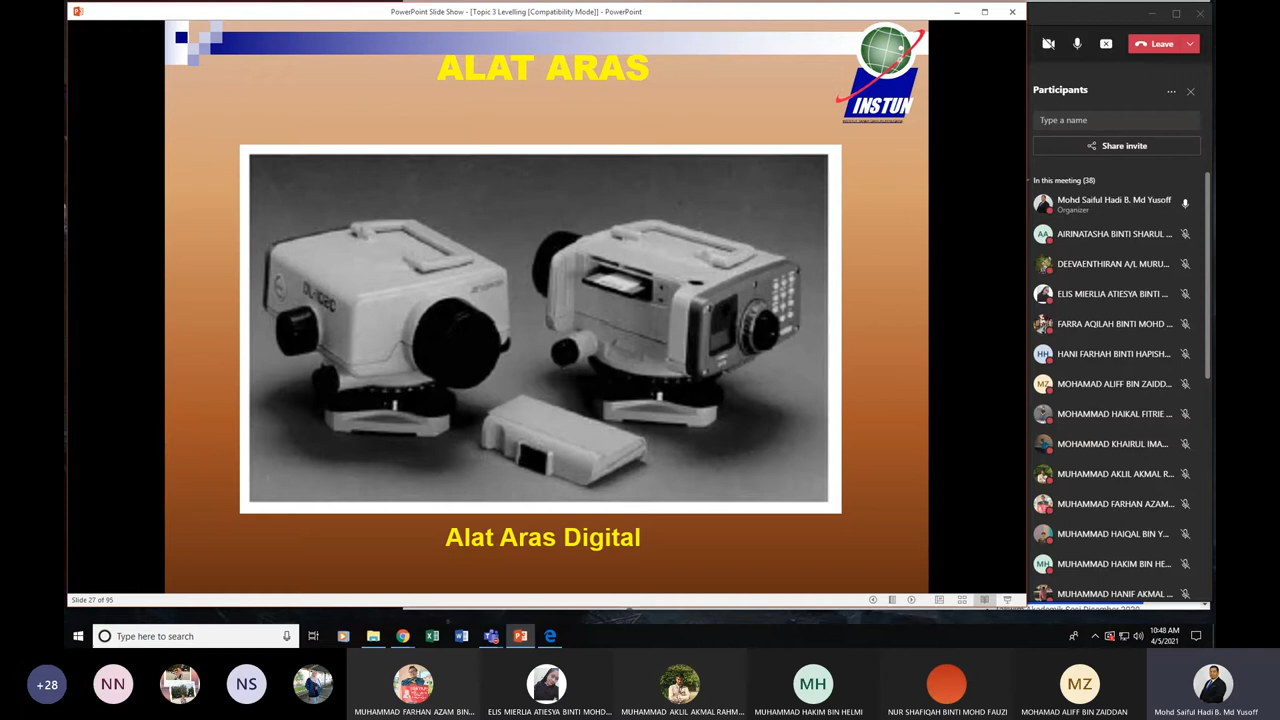 PowerPoint Slide Show - [Topic 3 Levelling [Compatibility Mode]] - PowerPoint
ALAT ARAS
INSTUN
Alat Aras Digital
Slide 27 of 95
Leave
Participants
Type a name
Share invite
In this meeting (38)
Mohd Saiful Hadi B. Md Yusoff
Organizer
AA
AIRINATASHA BINTI SHARUL ...
DEEVAENTHIRAN A/L MURU...
ELIS MIERLIA ATIESYA BINTI ...
FARRA AQILAH BINTI MOHD ...
HH
HANI FARHAH BINTI HAPISH...
MZ
MOHAMAD ALIFF BIN ZAIDD...
MOHAMMAD HAIKAL FITRIE ...
MOHAMMAD KHAIRUL IMA...
MUHAMMAD AKLIL AKMAL R...
MUHAMMAD FARHAN AZAM...
MUHAMMAD HAIQAL BIN Y...
MH
MUHAMMAD HAKIM BIN HE...
MUHAMMAD HANIF AKMAL ...
Type here to search
10:48 AM
4/5/2021
+28
NN
NS
MUHAMMAD FARHAN AZAM BIN...
ELIS MIERLIA ATIESYA BINTI MOHD...
MUHAMMAD AKLIL AKMAL RAHM...
MH
MUHAMMAD HAKIM BIN HELMI
NUR SHAFIQAH BINTI MOHD FAUZI
MZ
MOHAMAD ALIFF BIN ZAIDDAN
Mohd Saiful Hadi B. Md Yusoff